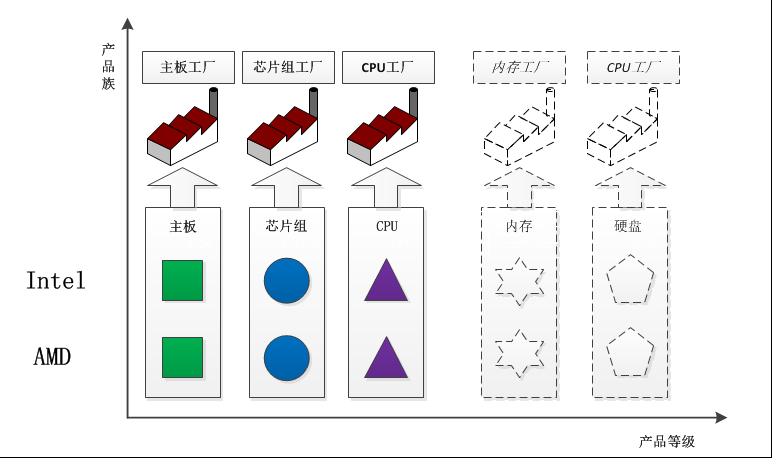 产品族
主板工厂
芯片组工厂
CPU工厂
内存工厂
CPU工厂
主板
芯片组
CPU
内存
硬盘
Intel
AMD
产品等级